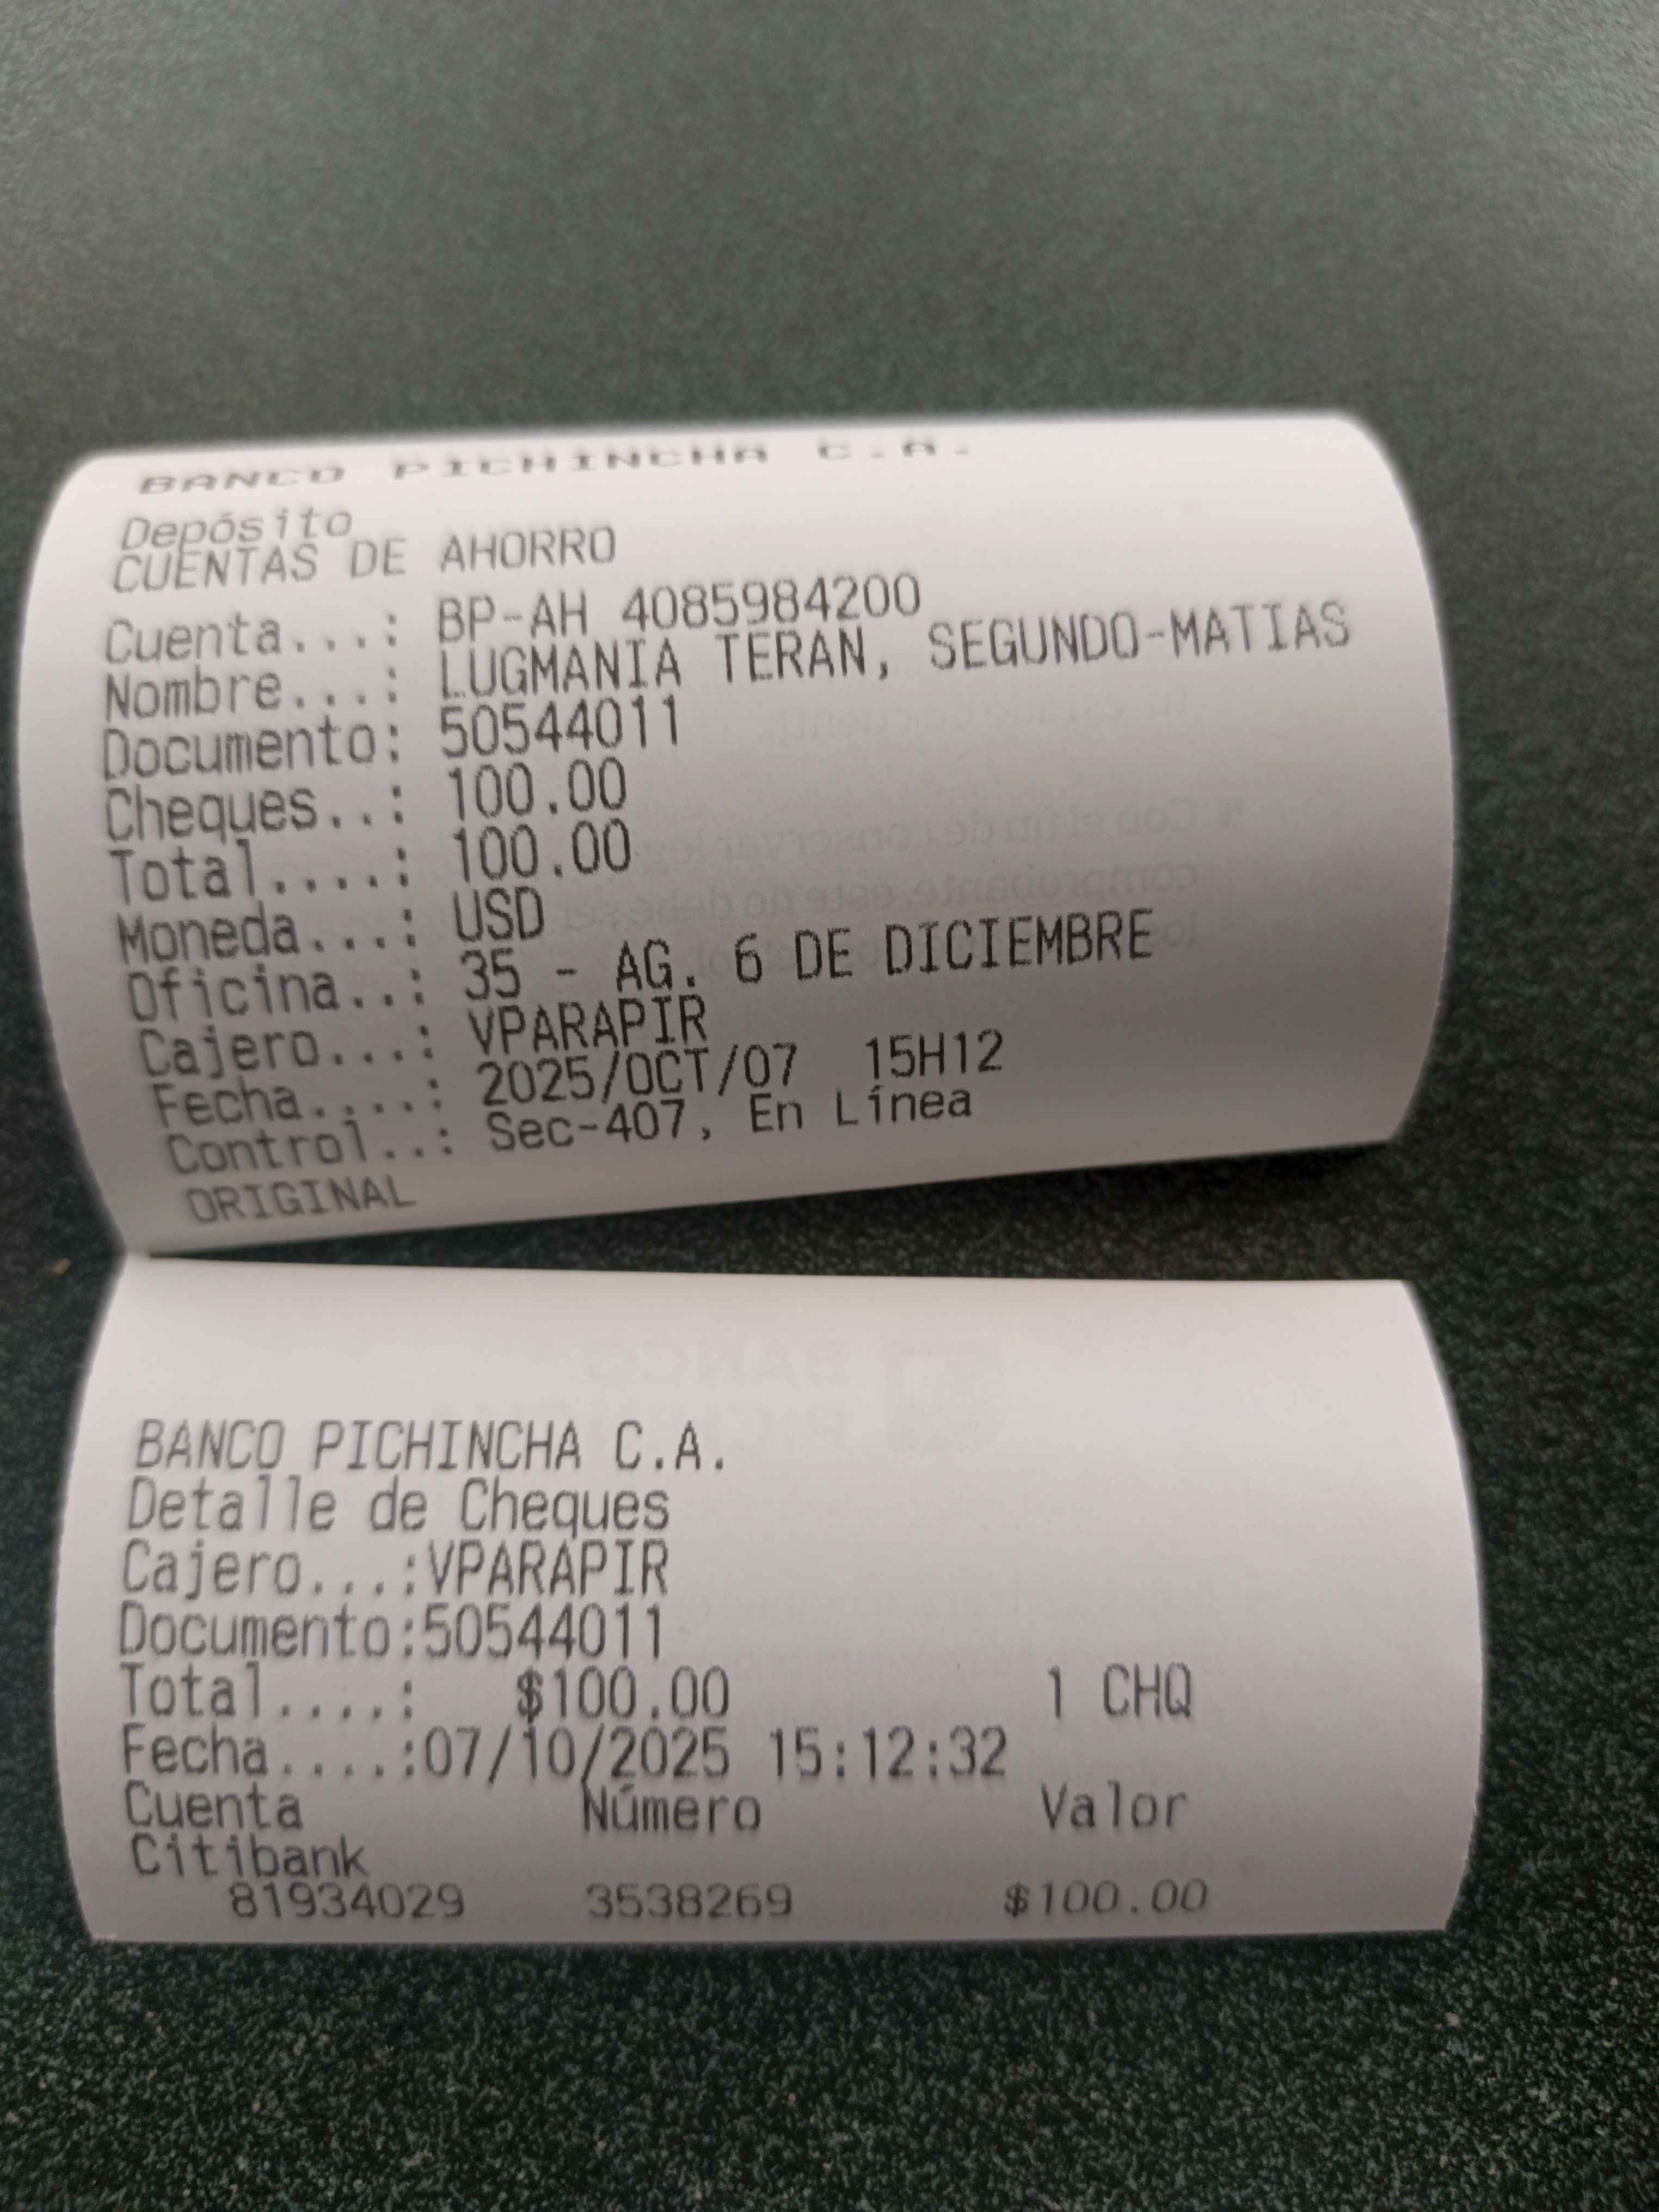 BANCO PICHINCHA C.A.
Depósito
CUENTAS DE AHORRO
Cuenta...: BP-AH 4085984200
Nombre...: LUGMANIA TERAN, SEGUNDO-MATIAS
Documento: 50544011
Cheques..: 100.00
Total....: 100.00
Moneda...: USD
Oficina..: 35 - AG. 6 DE DICIEMBRE
Cajero...: VPARAPIR
Fecha....: 2025/OCT/07 15H12
Control..: Sec-407, En Línea
ORIGINAL
BANCO PICHINCHA C.A.
Detalle de Cheques
Cajero...:VPARAPIR
Documento:50544011
Total....: $100.00 1 CHQ
Fecha....:07/10/2025 15:12:32
Cuenta Número Valor
Citibank
81934029 3538269 $100.00